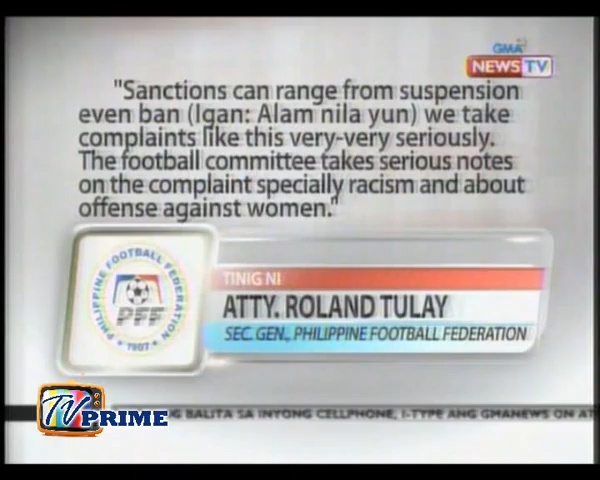 GMA
NEWS TV
"Sanctions can range from suspension
even ban (Igan: Alam nila yun) we take
complaints like this very-very seriously.
The football committee takes serious notes
on the complaint specially racism and about
offense against women."
PHILIPPINE FOOTBALL FEDERATION
PFF
1907
TINIG NI
ATTY. ROLAND TULAY
SEC. GEN., PHILIPPINE FOOTBALL FEDERATION
TV PRIME
NG BALITA SA INYONG CELLPHONE, I-TYPE ANG GMANEWS ON AT